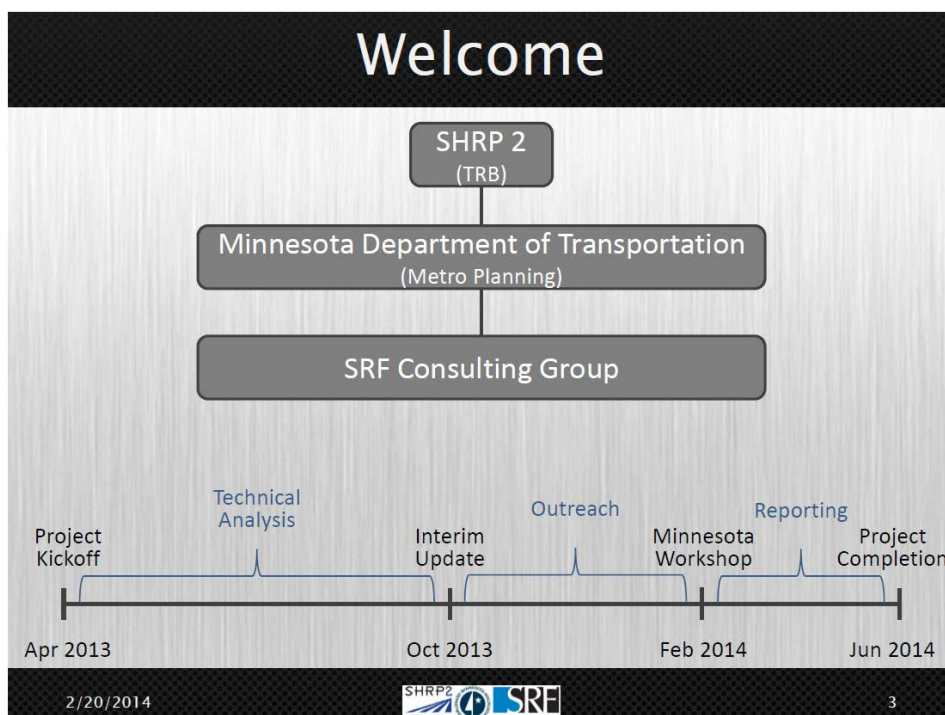 Welcome
SHRP 2
(TRB)
Minnesota Department of Transportation
(Metro Planning)
SRF Consulting Group
Technical
Analysis
Outreach
Reporting
Project
Kickoff
Interim
Update
Minnesota
Workshop
Project
Completion
Apr 2013
Oct 2013
Feb 2014
Jun 2014
2/20/2014
SHRP2
SRF
3